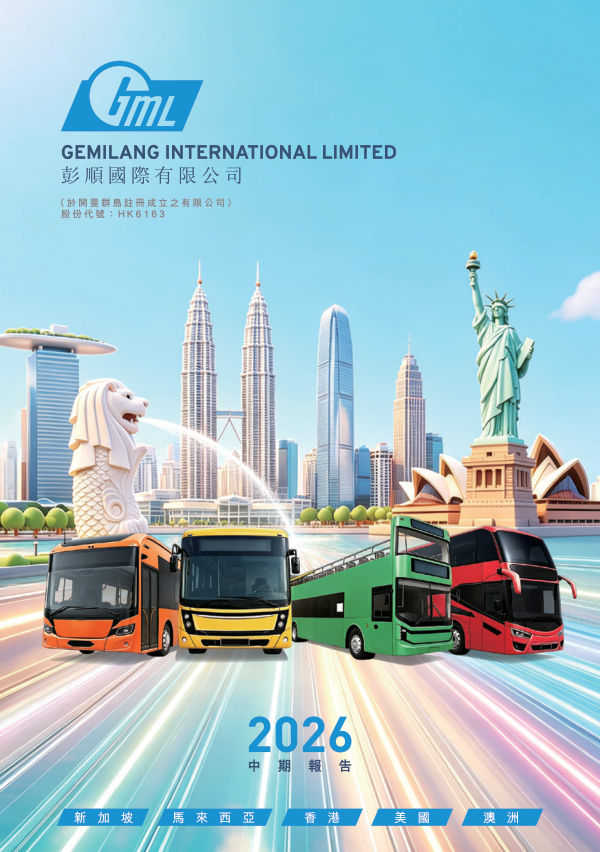 GML
GEMILANG INTERNATIONAL LIMITED
彭順國際有限公司
(於開曼群島註冊成立之有限公司)
股份代號：HK6163
2026
中期報告
新加坡 馬來西亞 香港 美國 澳洲